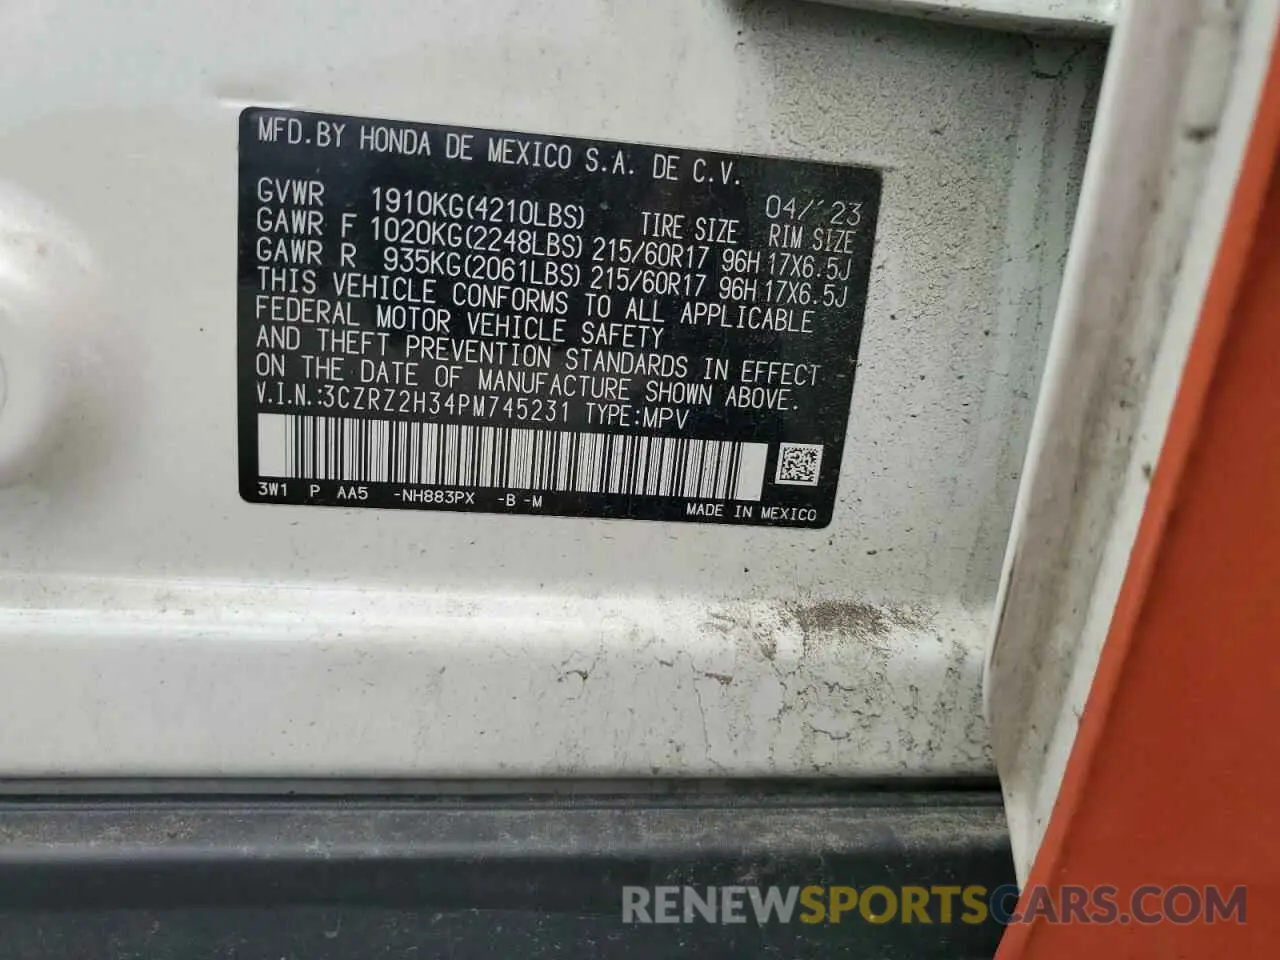 MFD.BY HONDA DE MEXICO S.A. DE C.V.
04/'23
GVWR 1910KG(4210LBS) TIRE SIZE RIM SIZE
GAWR F 1020KG(2248LBS) 215/60R17 96H 17X6.5J
GAWR R 935KG(2061LBS) 215/60R17 96H 17X6.5J
THIS VEHICLE CONFORMS TO ALL APPLICABLE
FEDERAL MOTOR VEHICLE SAFETY
AND THEFT PREVENTION STANDARDS IN EFFECT
ON THE DATE OF MANUFACTURE SHOWN ABOVE.
V.I.N.:3CZRZ2H34PM745231 TYPE:MPV
3W1 P AA5 -NH883PX -B -M MADE IN MEXICO
RENEWSPORTSCARS.COM